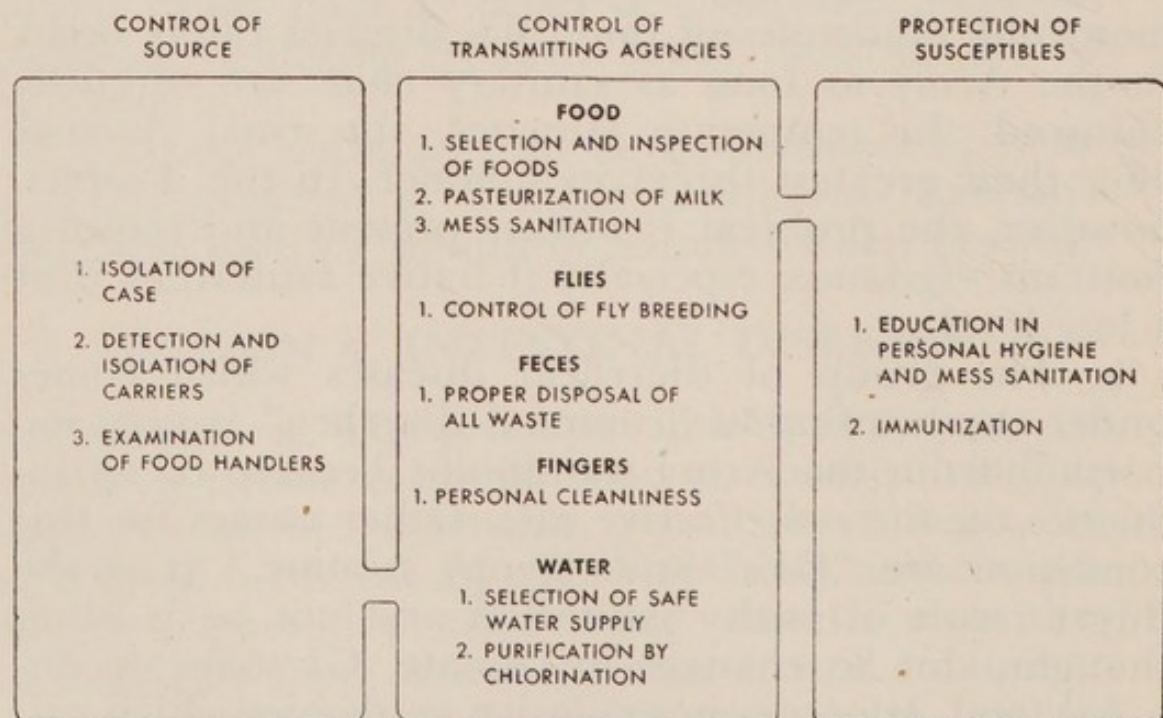 CONTROL OF
SOURCE
1. ISOLATION OF
CASE
2. DETECTION AND
ISOLATION OF
CARRIERS
3. EXAMINATION
OF FOOD HANDLERS
CONTROL OF
TRANSMITTING AGENCIES
FOOD
1. SELECTION AND INSPECTION
OF FOODS
2. PASTEURIZATION OF MILK
3. MESS SANITATION
FLIES
1. CONTROL OF FLY BREEDING
FECES
1. PROPER DISPOSAL OF
ALL WASTE
FINGERS
1. PERSONAL CLEANLINESS
WATER
1. SELECTION OF SAFE
WATER SUPPLY
2. PURIFICATION BY
CHLORINATION
PROTECTION OF
SUSCEPTIBLES
1. EDUCATION IN
PERSONAL HYGIENE
AND MESS SANITATION
2. IMMUNIZATION